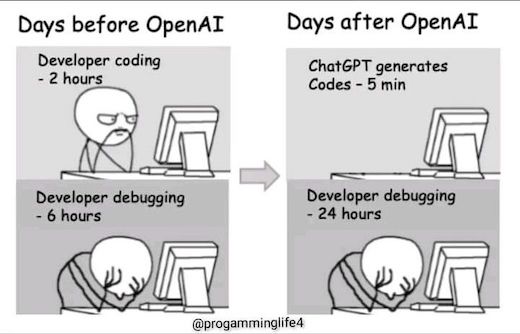 Days before OpenAI
Developer coding
- 2 hours
Developer debugging
- 6 hours
Days after OpenAI
ChatGPT generates
Codes - 5 min
Developer debugging
- 24 hours
@progamminglife4